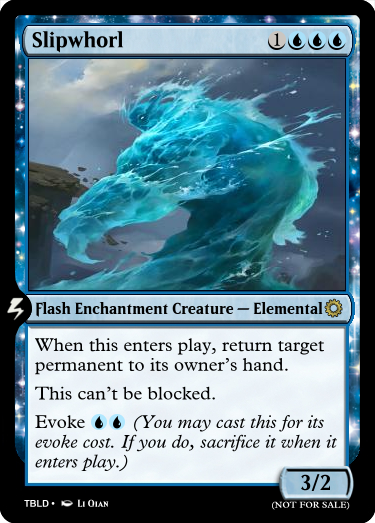 Slipwhorl 1
Flash Enchantment Creature — Elemental
When this enters play, return target
permanent to its owner's hand.
This can't be blocked.
Evoke (You may cast this for its
evoke cost. If you do, sacrifice it when it
enters play.)
3/2
TBLD • Li Oian
(NOT FOR SALE)